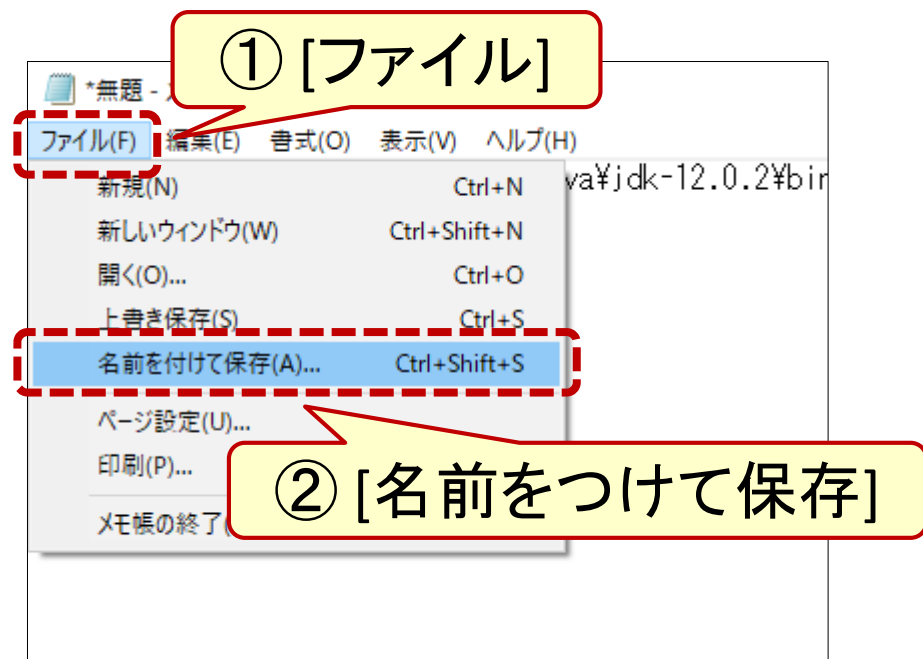 ① [ファイル]
*無題 -
ファイル(F) 編集(E) 書式(O) 表示(V) ヘルプ(H)
va¥jdk-12.0.2¥bin
新規(N) Ctrl+N
新しいウィンドウ(W) Ctrl+Shift+N
開く(O)... Ctrl+O
上書き保存(S) Ctrl+S
名前を付けて保存(A)... Ctrl+Shift+S
ページ設定(U)...
印刷(P)...
② [名前をつけて保存]
メモ帳の終了(